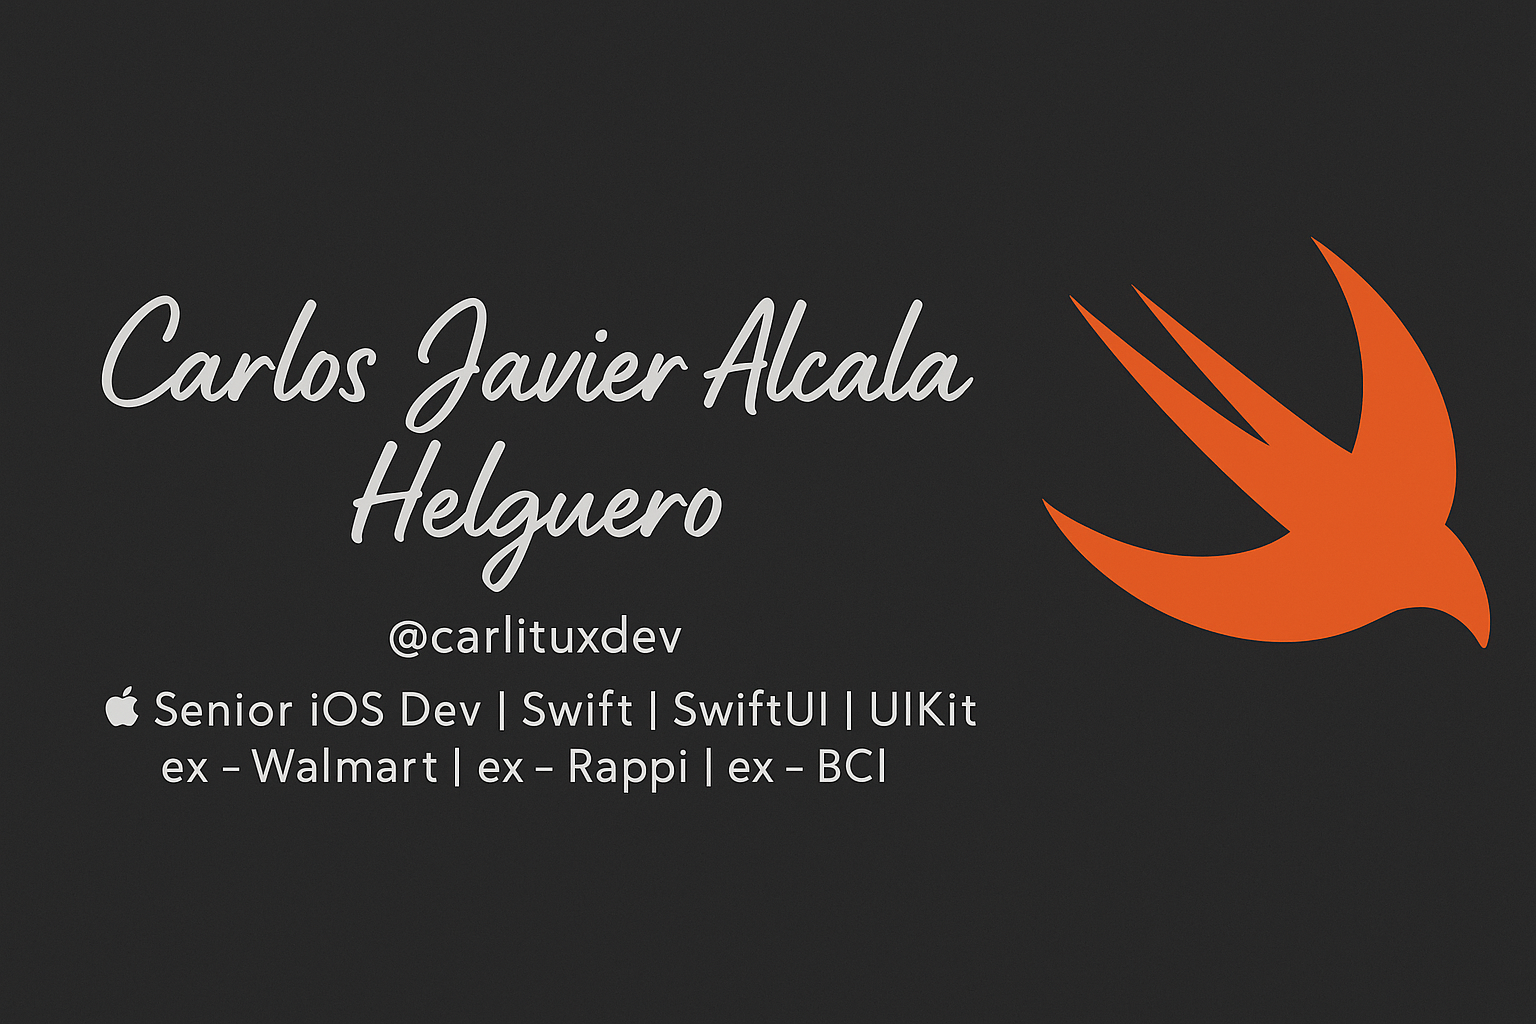 Carlos Javier Alcala
Helguero
@carlituxdev
Senior iOS Dev | Swift | SwiftUI | UIKit
ex - Walmart | ex - Rappi | ex - BCI